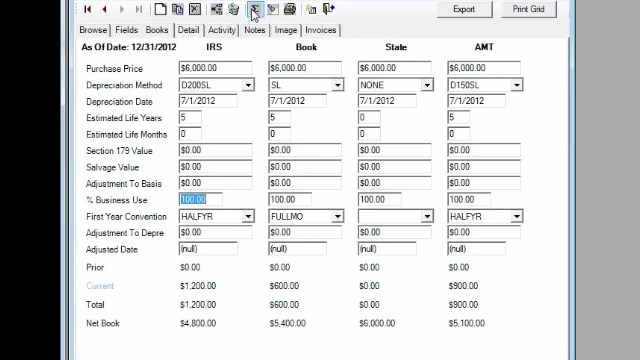 Export Print Grid
Browse Fields Books Detail Activity Notes Image Invoices
As Of Date: 12/31/2012 IRS Book State AMT
Purchase Price $6,000.00 $6,000.00 $6,000.00 $6,000.00
Depreciation Method D200SL SL NONE D150SL
Depreciation Date 7/1/2012 7/1/2012 7/1/2012 7/1/2012
Estimated Life Years 5 5 0 5
Estimated Life Months 0 0 0 0
Section 179 Value $0.00 $0.00 $0.00 $0.00
Salvage Value $0.00 $0.00 $0.00 $0.00
Adjustment To Basis $0.00 $0.00 $0.00 $0.00
% Business Use 100.00 100.00 100.00 100.00
First Year Convention HALFYR FULLMO HALFYR
Adjustment To Depre $0.00 $0.00 $0.00 $0.00
Adjusted Date (null) (null) (null) (null)
Prior $0.00 $0.00 $0.00 $0.00
Current $1,200.00 $600.00 $0.00 $900.00
Total $1,200.00 $600.00 $0.00 $900.00
Net Book $4,800.00 $5,400.00 $6,000.00 $5,100.00